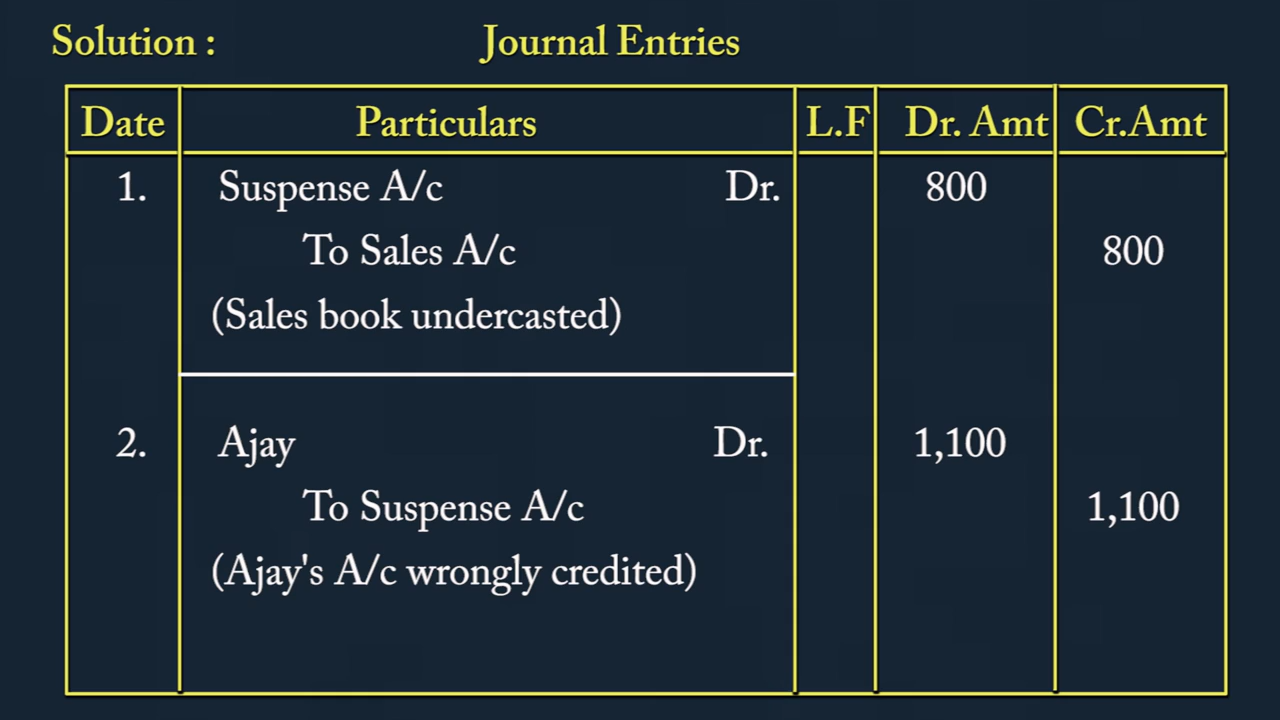 Solution : Journal Entries
Date Particulars L.F Dr. Amt Cr.Amt
1. Suspense A/c Dr. 800
To Sales A/c 800
(Sales book undercasted)
2. Ajay Dr. 1,100
To Suspense A/c 1,100
(Ajay's A/c wrongly credited)